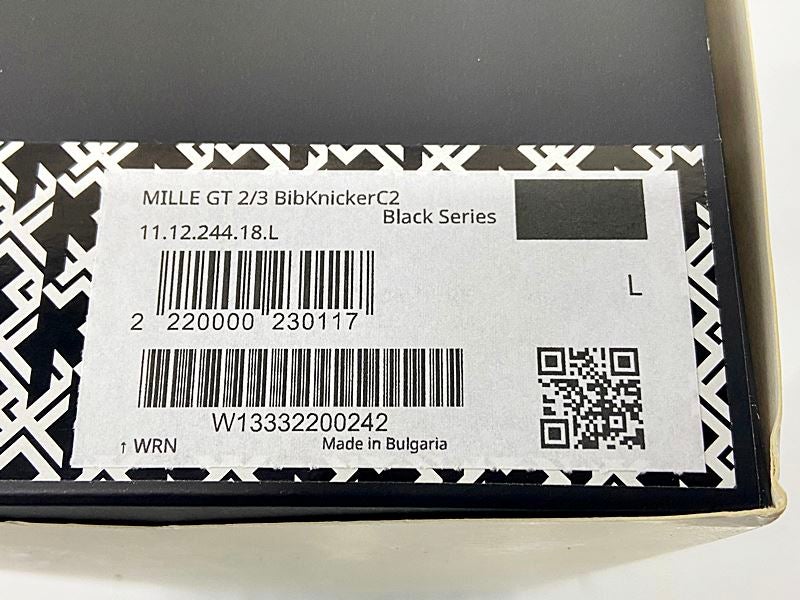 MILLE GT 2/3 BibKnickerC2
Black Series
11.12.244.18.L
L
2 220000 230117
W13332200242
↑ WRN
Made in Bulgaria